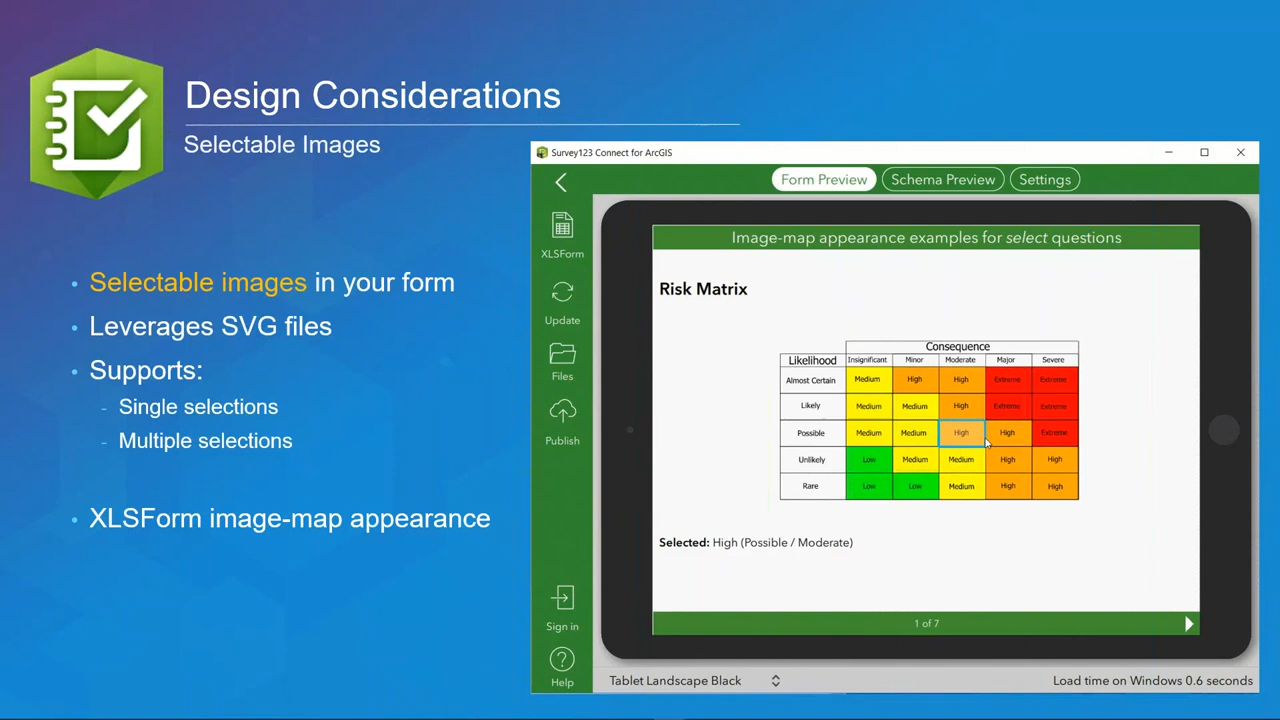 Design Considerations
Selectable Images
Selectable images in your form
Leverages SVG files
Supports:
- Single selections
- Multiple selections
XLSForm image-map appearance
Survey123 Connect for ArcGIS
Form Preview Schema Preview Settings
XLSForm
Update
Files
Publish
Sign in
Help
Image-map appearance examples for select questions
Risk Matrix
Consequence
Likelihood Insignificant Minor Moderate Major Severe
Almost Certain Medium High High Extreme Extreme
Likely Medium Medium High Extreme Extreme
Possible Medium Medium High High Extreme
Unlikely Low Medium Medium High High
Rare Low Low Medium High High
Selected: High (Possible / Moderate)
1 of 7
Tablet Landscape Black
Load time on Windows 0.6 seconds